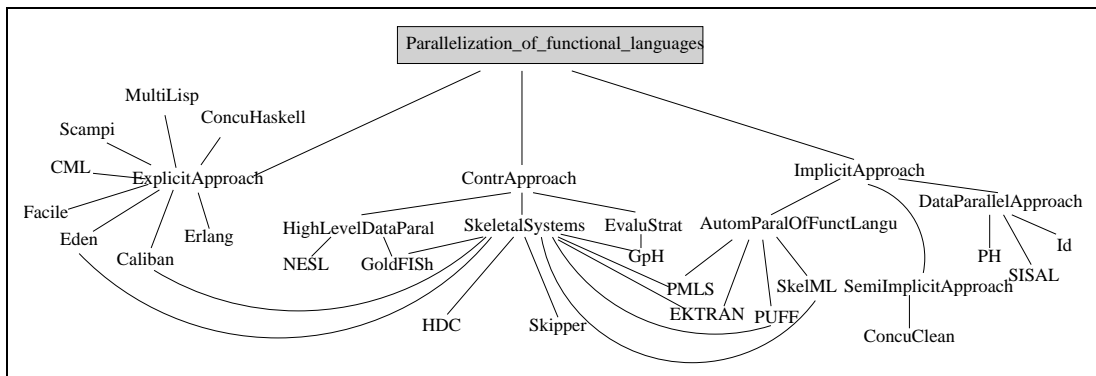 Parallelization_of_functional_languages
MultiLisp
ConcuHaskell
Scampi
CML
ExplicitApproach
ContrApproach
ImplicitApproach
Facile
Eden
Erlang
Caliban
HighLevelDataParal
SkeletalSystems
EvaluStrat
AutomParalOfFunctLangu
DataParallelApproach
NESL
GoldFISh
GpH
PH
Id
SISAL
PMLS
SkelML
SemiImplicitApproach
EKTRAN
PUFF
HDC
Skipper
ConcuClean